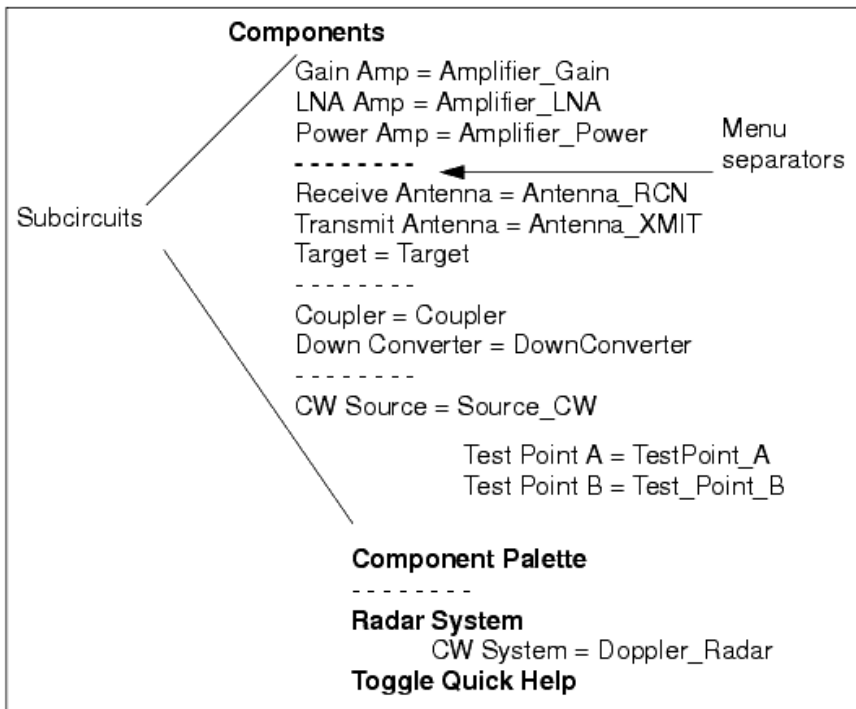 Components
Gain Amp = Amplifier_Gain
LNA Amp = Amplifier_LNA
Power Amp = Amplifier_Power
Menu
separators
- - - - - - - -
Receive Antenna = Antenna_RCN
Subcircuits
Transmit Antenna = Antenna_XMIT
Target = Target
- - - - - - - -
Coupler = Coupler
Down Converter = DownConverter
- - - - - - - -
CW Source = Source_CW
Test Point A = TestPoint_A
Test Point B = Test_Point_B
Component Palette
- - - - - - - -
Radar System
CW System = Doppler_Radar
Toggle Quick Help